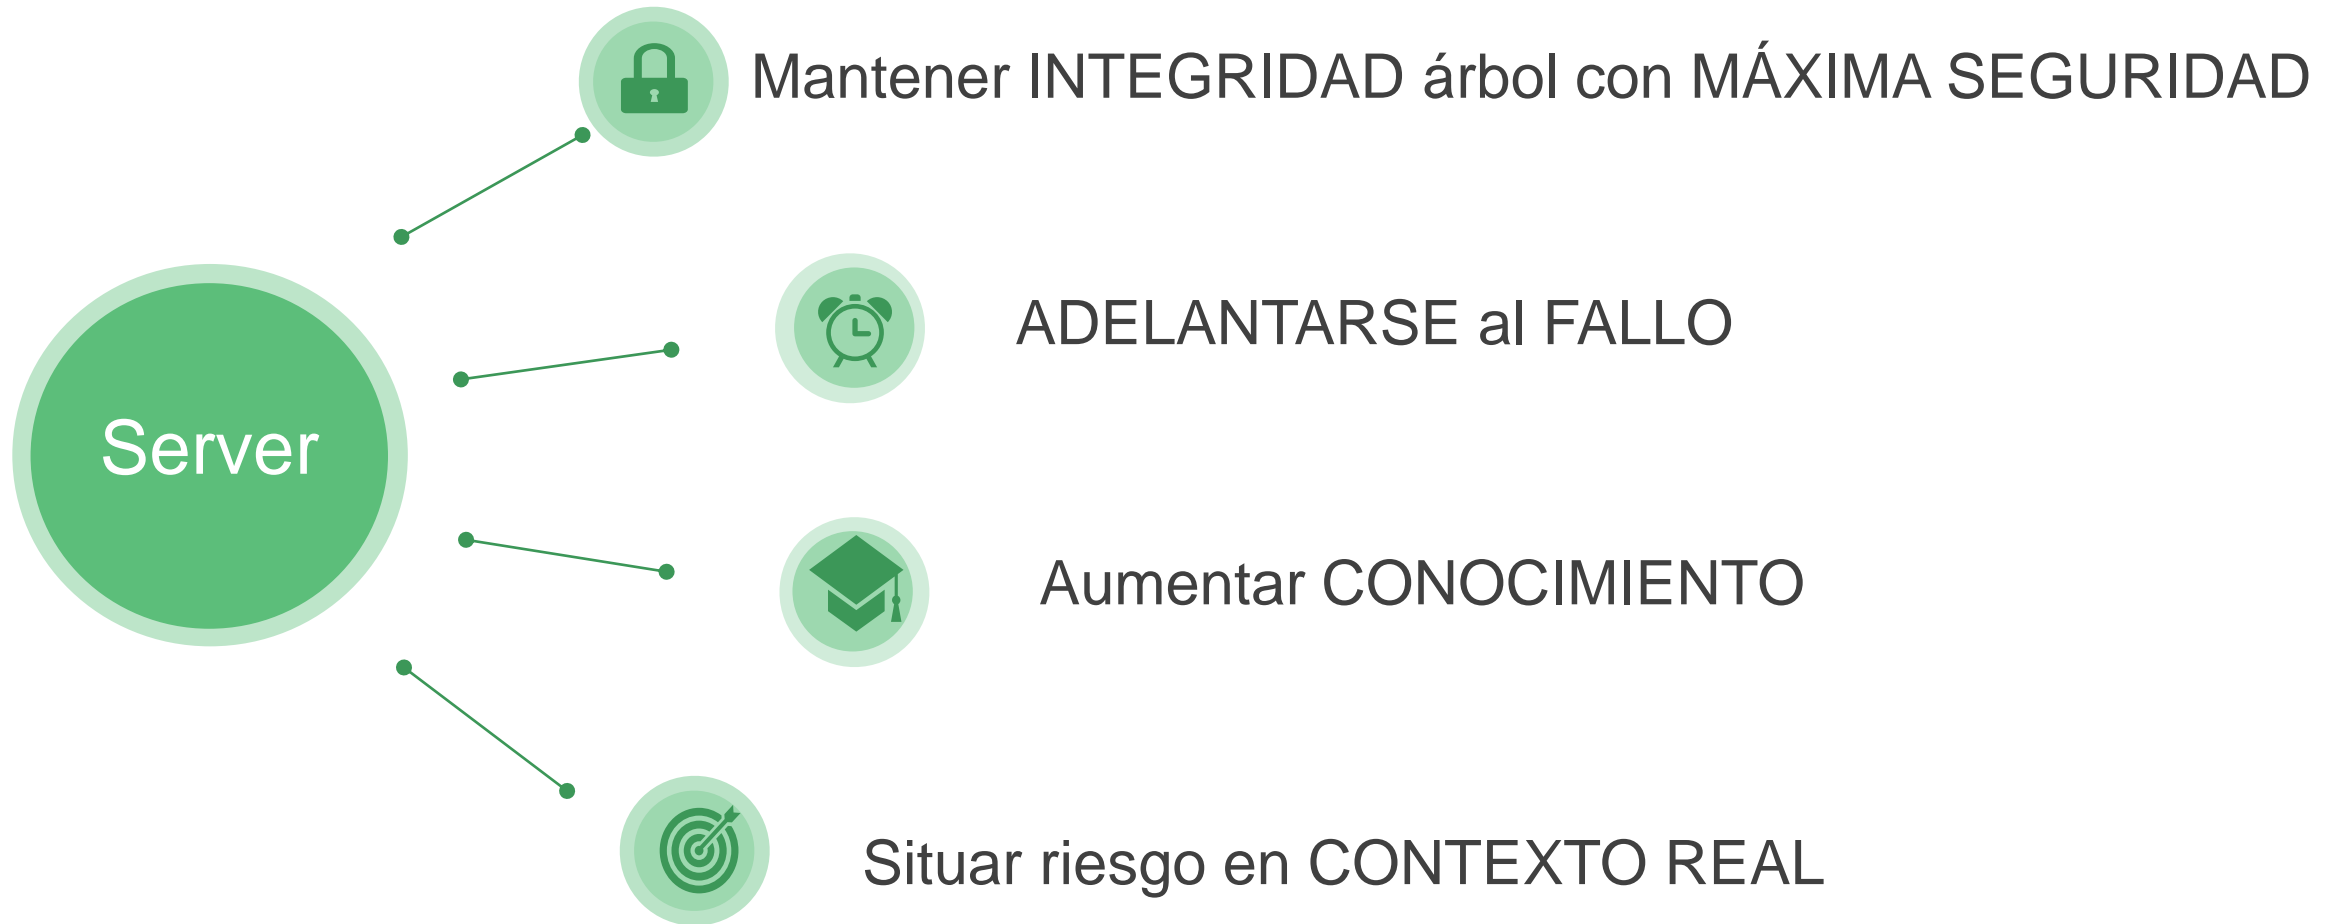 Mantener INTEGRIDAD árbol con MÁXIMA SEGURIDAD
ADELANTARSE al FALLO
Server
Aumentar CONOCIMIENTO
Situar riesgo en CONTEXTO REAL